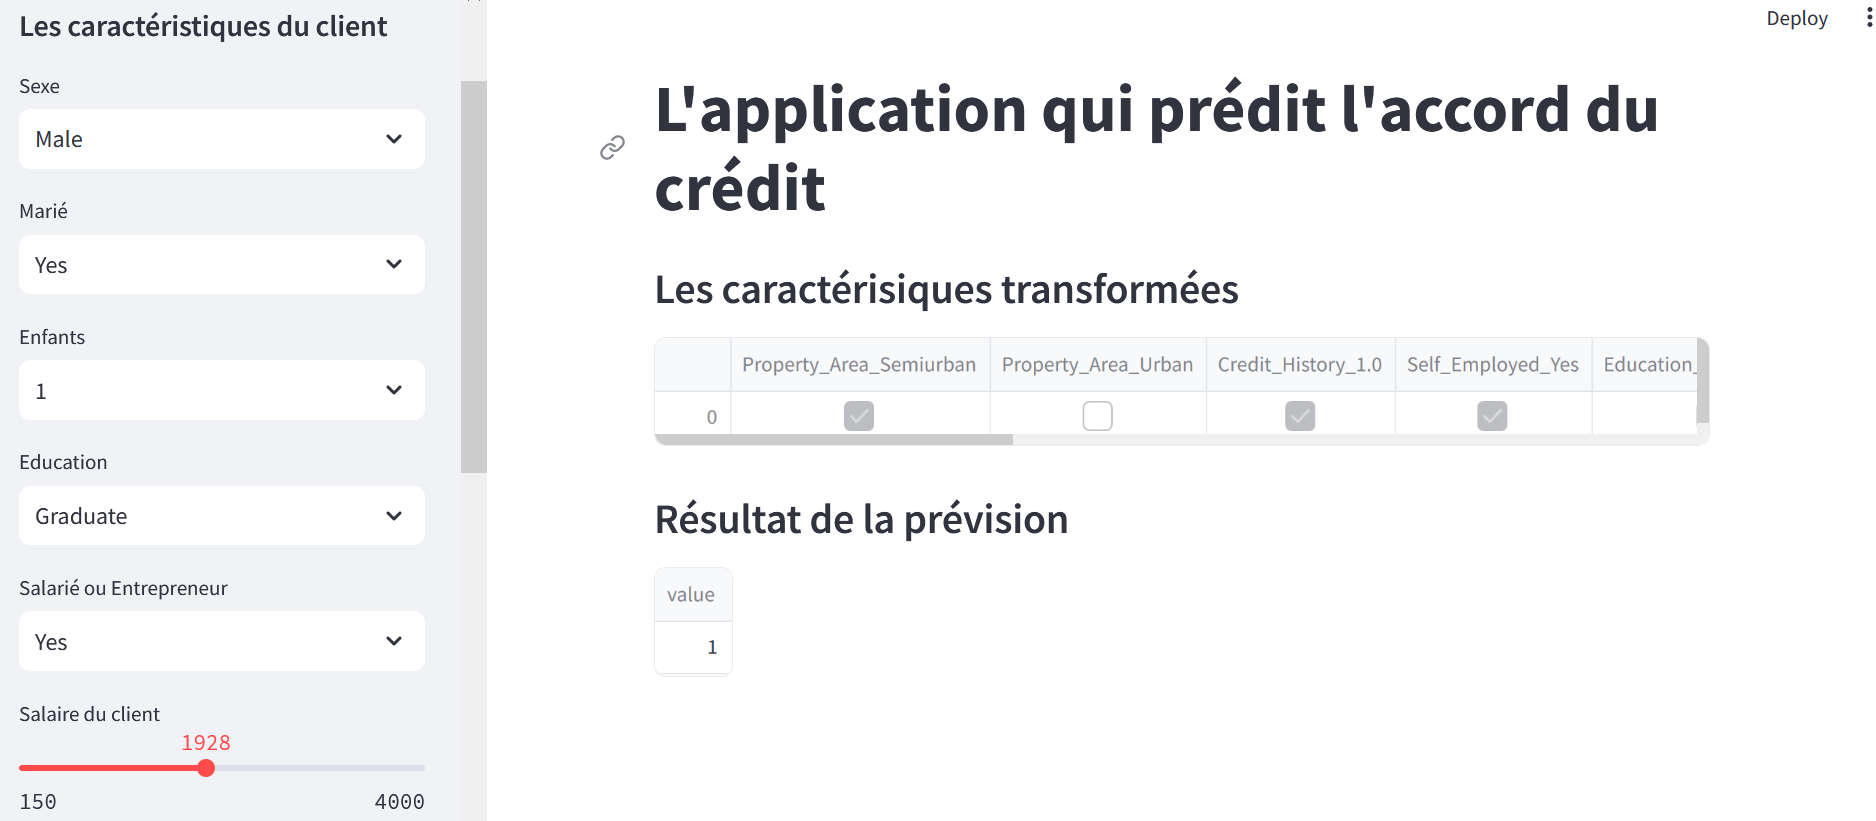 Les caractéristiques du client
Sexe
Male
Marié
Yes
Enfants
1
Education
Graduate
Salarié ou Entrepreneur
Yes
Salaire du client
1928
150 4000
Deploy
L'application qui prédit l'accord du
crédit
Les caractérisiques transformées
Property_Area_Semiurban Property_Area_Urban Credit_History_1.0 Self_Employed_Yes Education_
0
Résultat de la prévision
value
1